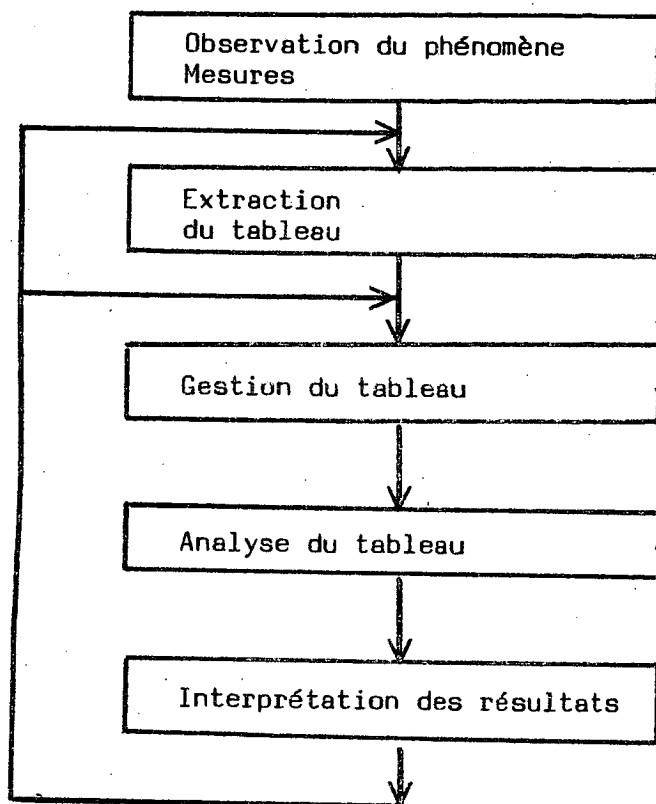 Observation du phénomène
Mesures
Extraction
du tableau
Gestion du tableau
Analyse du tableau
Interprétation des résultats